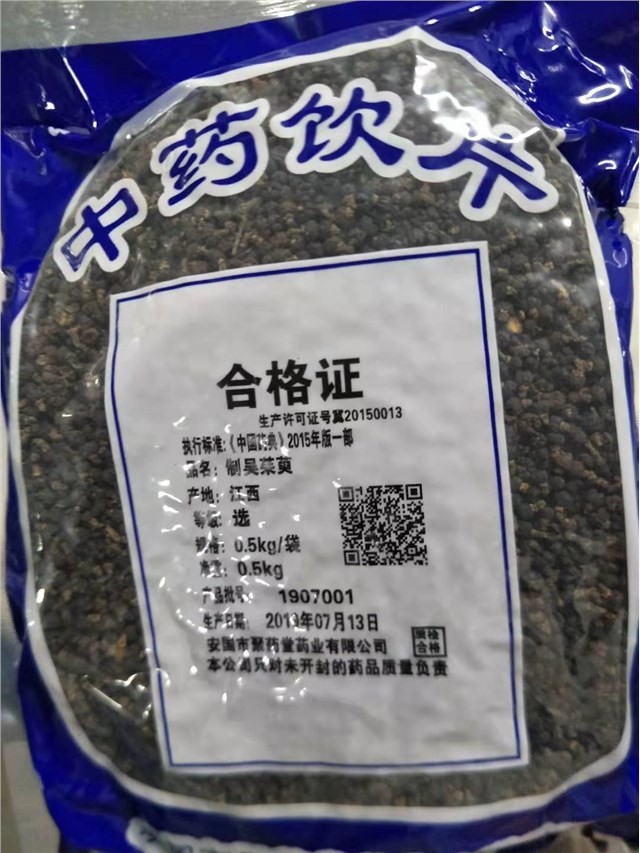 中药饮片
合格证
生产许可证号冀20150013
执行标准:《中国药典》2015年版一部
品名: 制吴茱萸
产地: 江西
等级: 选
规格: 0.5kg/袋
净重: 0.5kg
产品批号: 1907001
生产日期: 2019年07月13日
安国市聚药堂药业有限公司
质检
合格
本公司只对未开封的药品质量负责